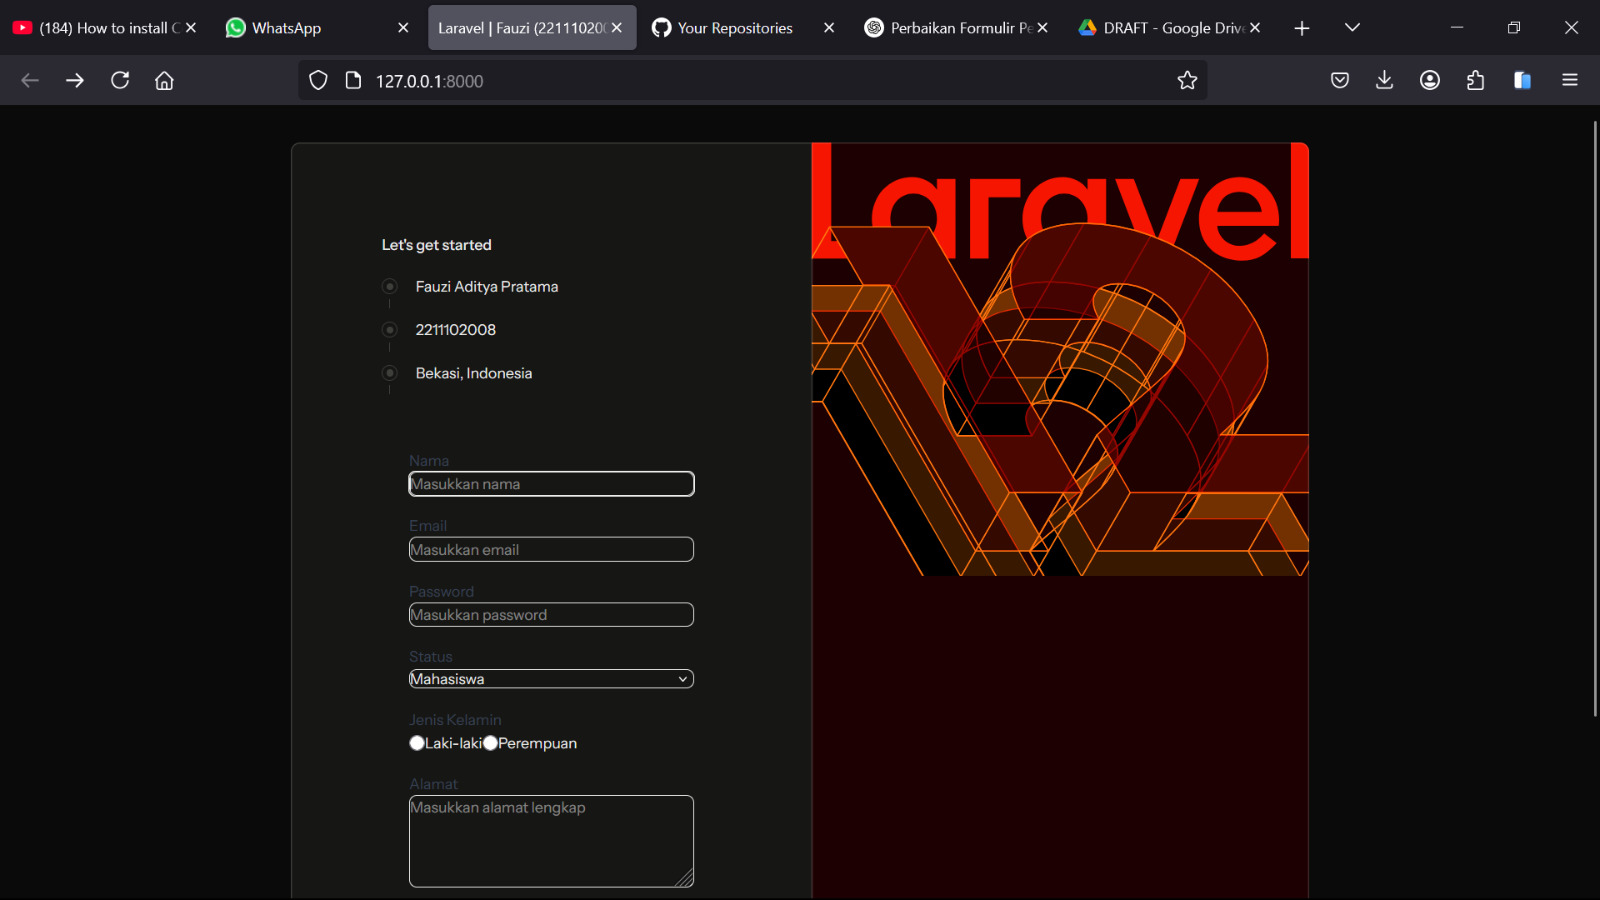 (184) How to install C
WhatsApp
Laravel | Fauzi (221110200
Your Repositories
Perbaikan Formulir Pe
DRAFT - Google Drive
127.0.0.1:8000
Laravel
Let's get started
Fauzi Aditya Pratama
2211102008
Bekasi, Indonesia
Nama
Masukkan nama
Email
Masukkan email
Password
Masukkan password
Status
Mahasiswa
Jenis Kelamin
Laki-laki Perempuan
Alamat
Masukkan alamat lengkap